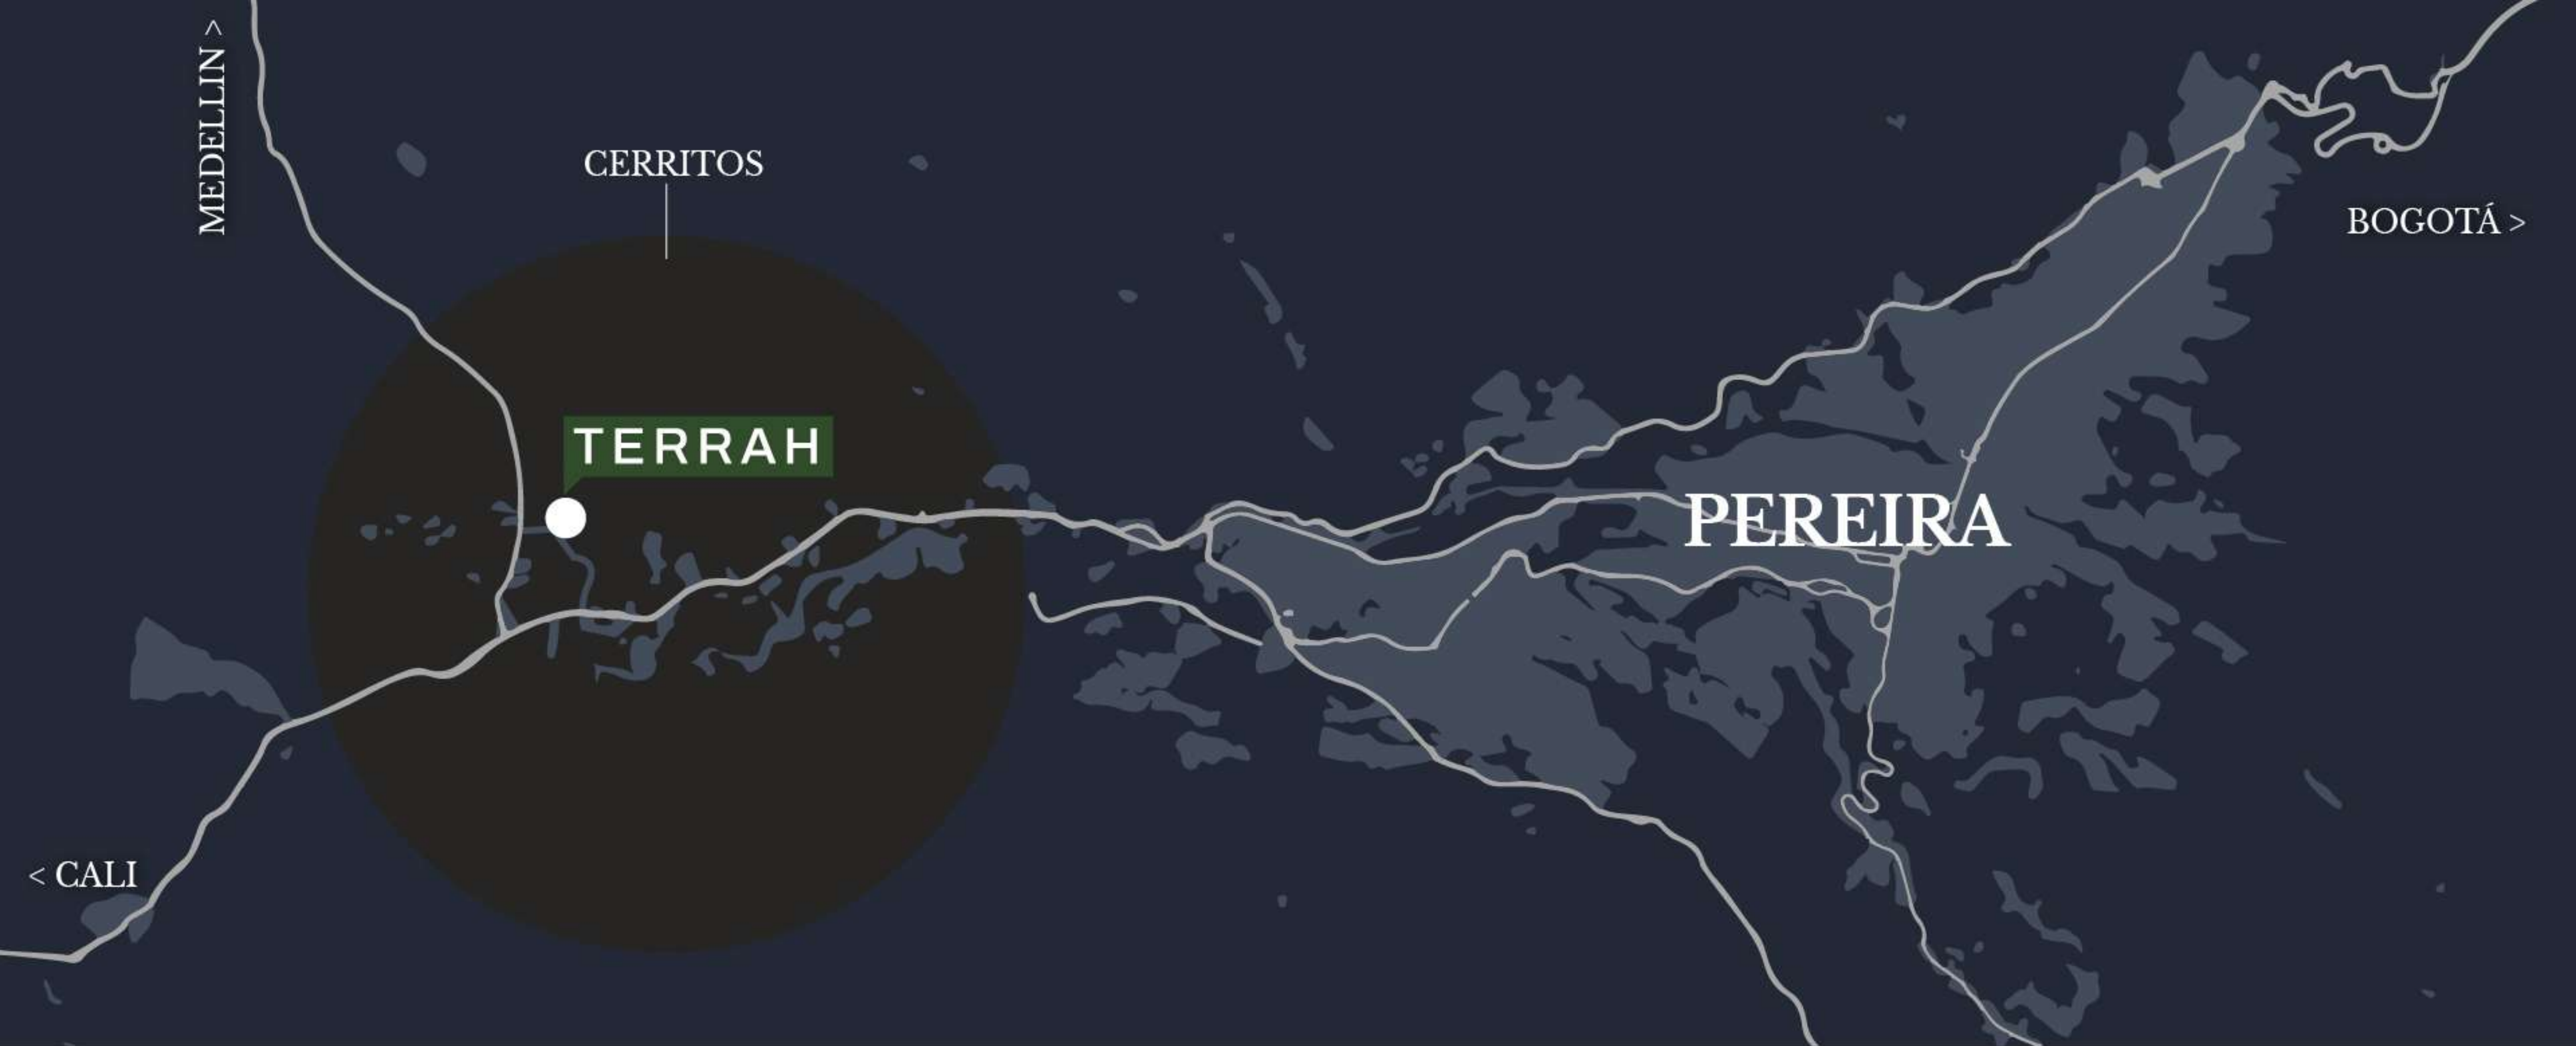 MEDELLIN >
CERRITOS
BOGOTÁ >
TERRAH
PEREIRA
< CALI